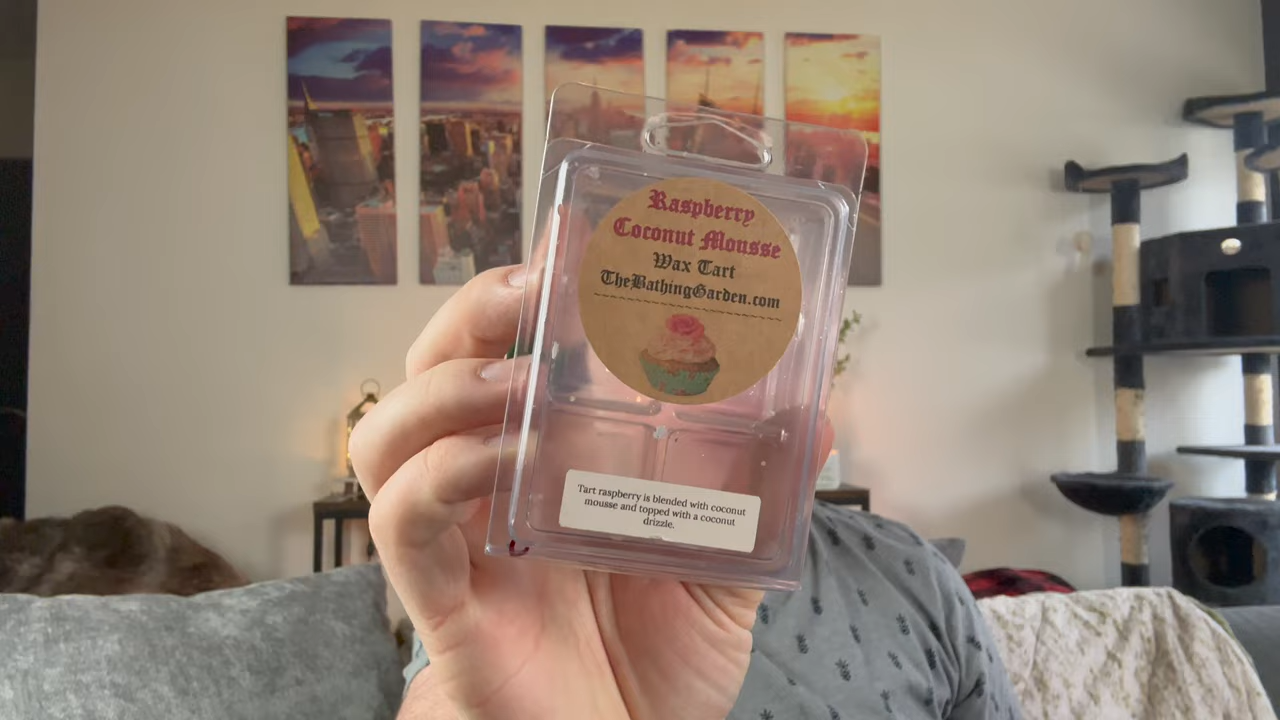 Raspberry
Coconut Mousse
Wax Tart
TheBathingGarden.com
Tart raspberry is blended with coconut
mousse and topped with a coconut
drizzle.